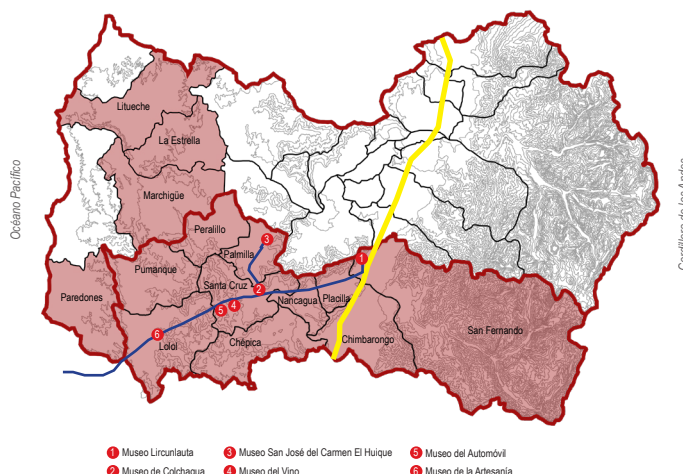 Litueche
La Estrella
Marchigüe
Peralillo
Palmilla
Pumanque
Paredones
Santa Cruz
Nancagua
Placilla
Lolol
Chépica
Chimbarongo
San Fernando
Océano Pacífico
Cordillera de los Andes
3
1
2
5
4
6
1 Museo Lircunlauta
3 Museo San José del Carmen El Huique
5 Museo del Automóvil
2 Museo de Colchagua
4 Museo del Vino
6 Museo de la Artesanía